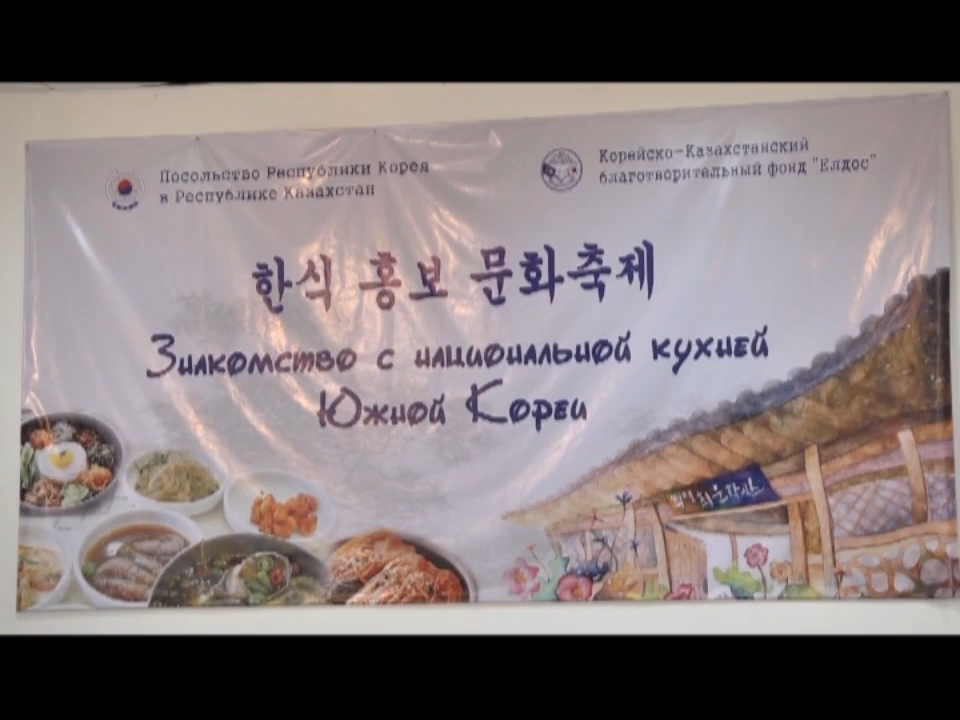 Посольство Республики Корея
в Республике Казахстан
Корейско-Казахстанский
благотворительный фонд "Елдос"
한식 홍보 문화축제
Знакомство с национальной кухней
Южной Кореи